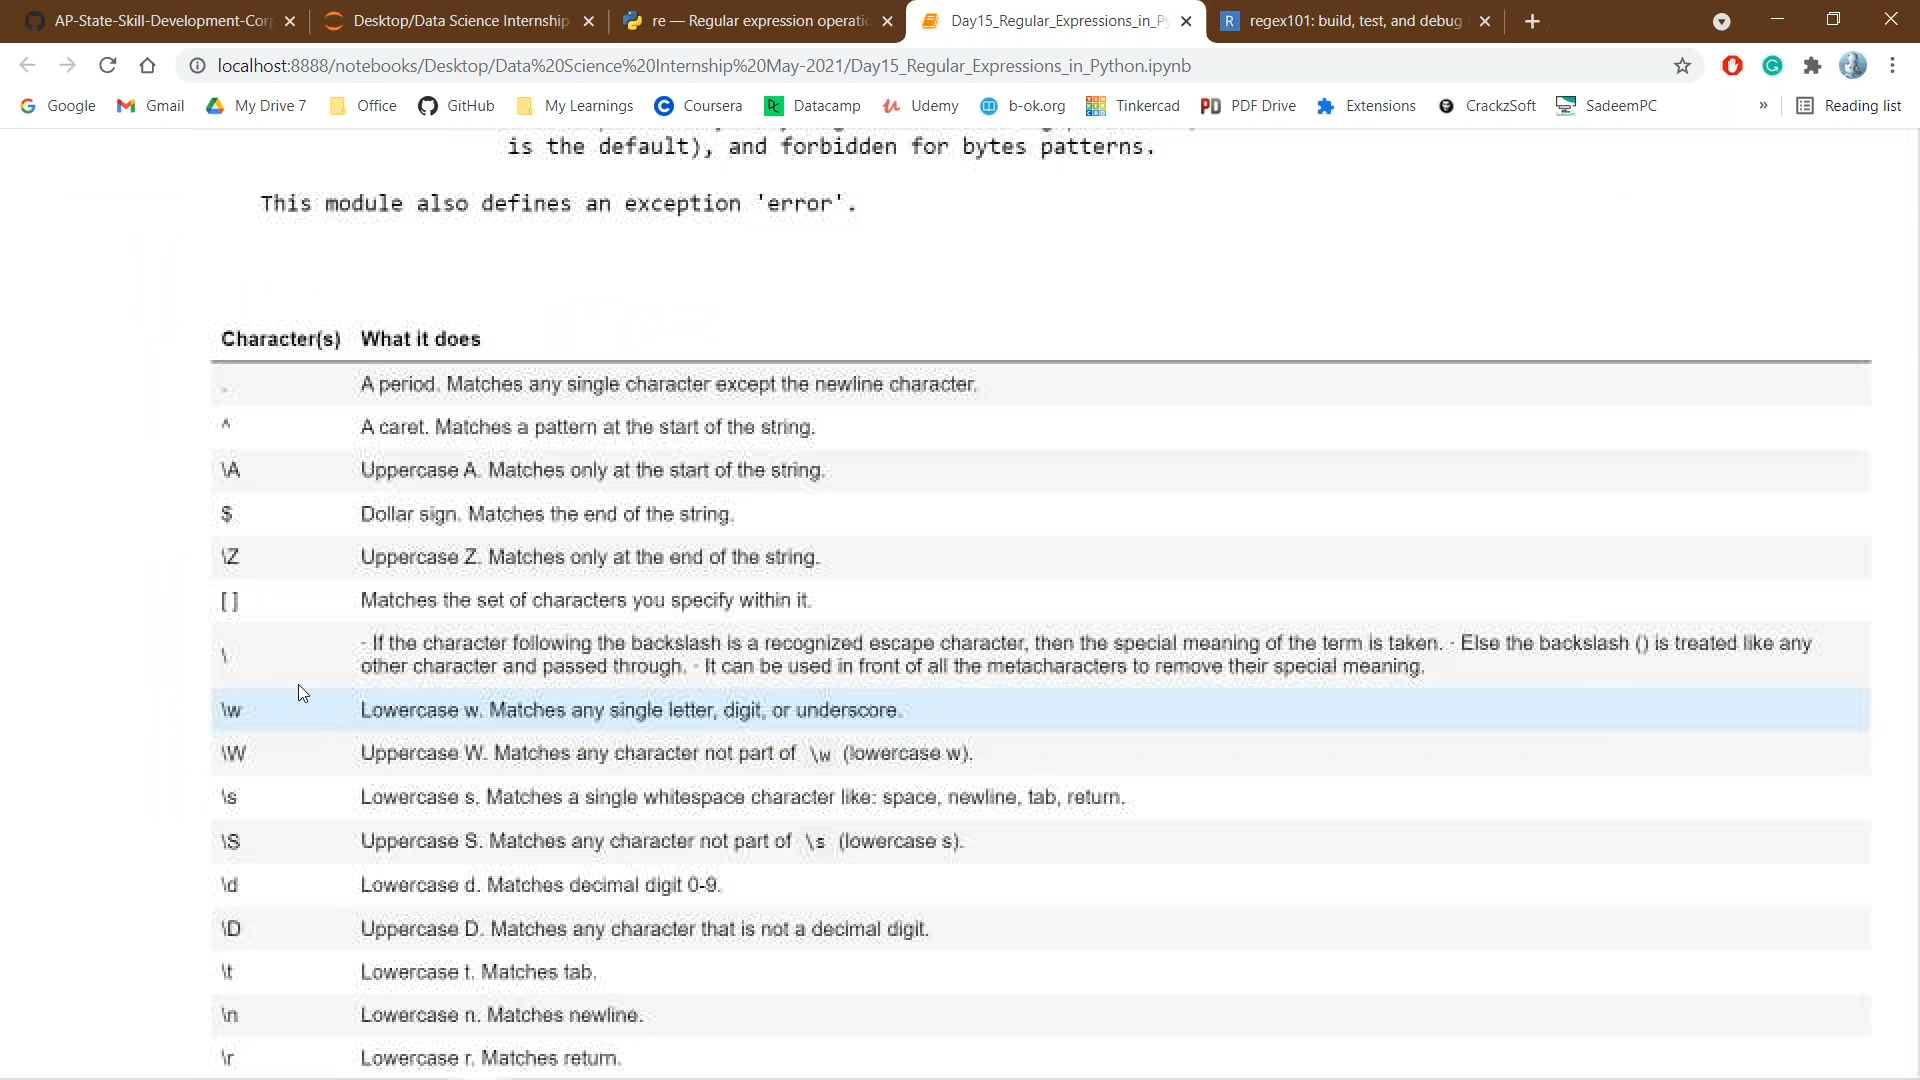 AP-State-Skill-Development-Cor
Desktop/Data Science Internship
re — Regular expression operatio
Day15_Regular_Expressions_in_Py
regex101: build, test, and debug
localhost:8888/notebooks/Desktop/Data%20Science%20Internship%20May-2021/Day15_Regular_Expressions_in_Python.ipynb
Google Gmail My Drive 7 Office GitHub My Learnings Coursera Datacamp Udemy b-ok.org Tinkercad PDF Drive Extensions CrackzSoft SadeemPC » Reading list
is the default), and forbidden for bytes patterns.
This module also defines an exception 'error'.
Character(s) What it does
. A period. Matches any single character except the newline character.
^ A caret. Matches a pattern at the start of the string.
\A Uppercase A. Matches only at the start of the string.
$ Dollar sign. Matches the end of the string.
\Z Uppercase Z. Matches only at the end of the string.
[ ] Matches the set of characters you specify within it.
\ - If the character following the backslash is a recognized escape character, then the special meaning of the term is taken. - Else the backslash () is treated like any
other character and passed through. - It can be used in front of all the metacharacters to remove their special meaning.
\w Lowercase w. Matches any single letter, digit, or underscore.
\W Uppercase W. Matches any character not part of \w (lowercase w).
\s Lowercase s. Matches a single whitespace character like: space, newline, tab, return.
\S Uppercase S. Matches any character not part of \s (lowercase s).
\d Lowercase d. Matches decimal digit 0-9.
\D Uppercase D. Matches any character that is not a decimal digit.
\t Lowercase t. Matches tab.
\n Lowercase n. Matches newline.
\r Lowercase r. Matches return.